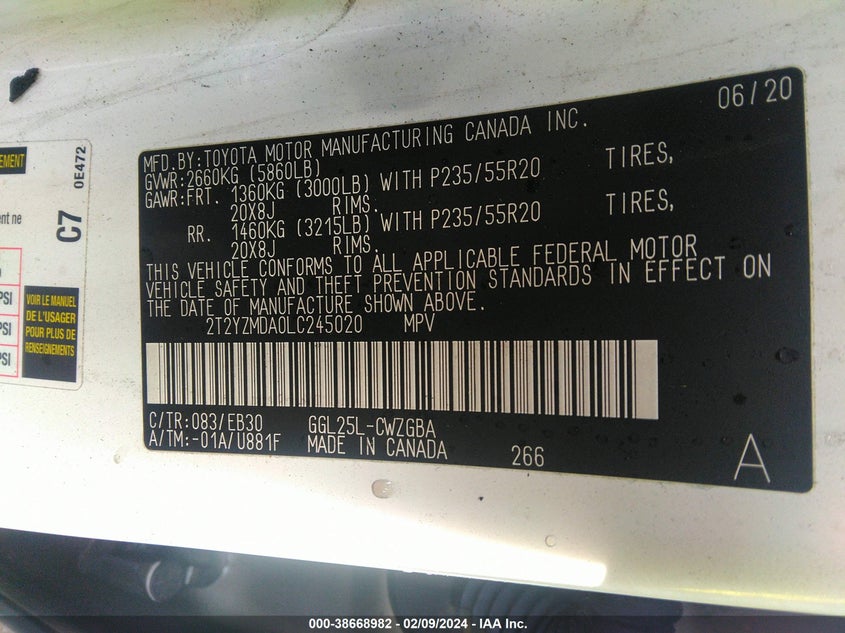 06/20
MFD.BY:TOYOTA MOTOR MANUFACTURING CANADA INC.
GVWR:2660KG (5860LB)
GAWR:FRT. 1360KG (3000LB) WITH P235/55R20 TIRES,
20X8J RIMS.
RR. 1460KG (3215LB) WITH P235/55R20 TIRES,
20X8J RIMS.
THIS VEHICLE CONFORMS TO ALL APPLICABLE FEDERAL MOTOR
VEHICLE SAFETY AND THEFT PREVENTION STANDARDS IN EFFECT ON
THE DATE OF MANUFACTURE SHOWN ABOVE.
2T2YZMDA0LC245020 MPV
C/TR:083/EB30 GGL25L-CWZGBA
A/TM:-01A/U881F MADE IN CANADA 266
A
C7
0E472
ne
PSI
PSI
PSI
VOIR LE MANUEL
DE L'USAGER
POUR PLUS DE
RENSEIGNEMENTS
000-38668982 / 02/09/2024 - IAA Inc.